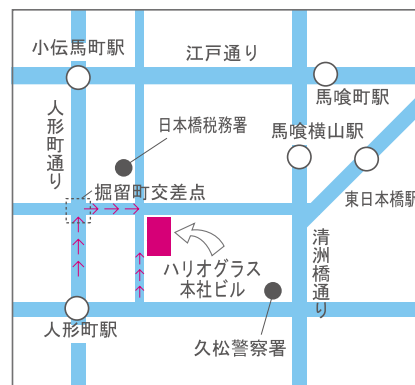 小伝馬町駅
江戸通り
馬喰町駅
人形町通り
日本橋税務署
馬喰横山駅
東日本橋駅
掘留町交差点
清洲橋通り
ハリオグラス
本社ビル
人形町駅
久松警察署